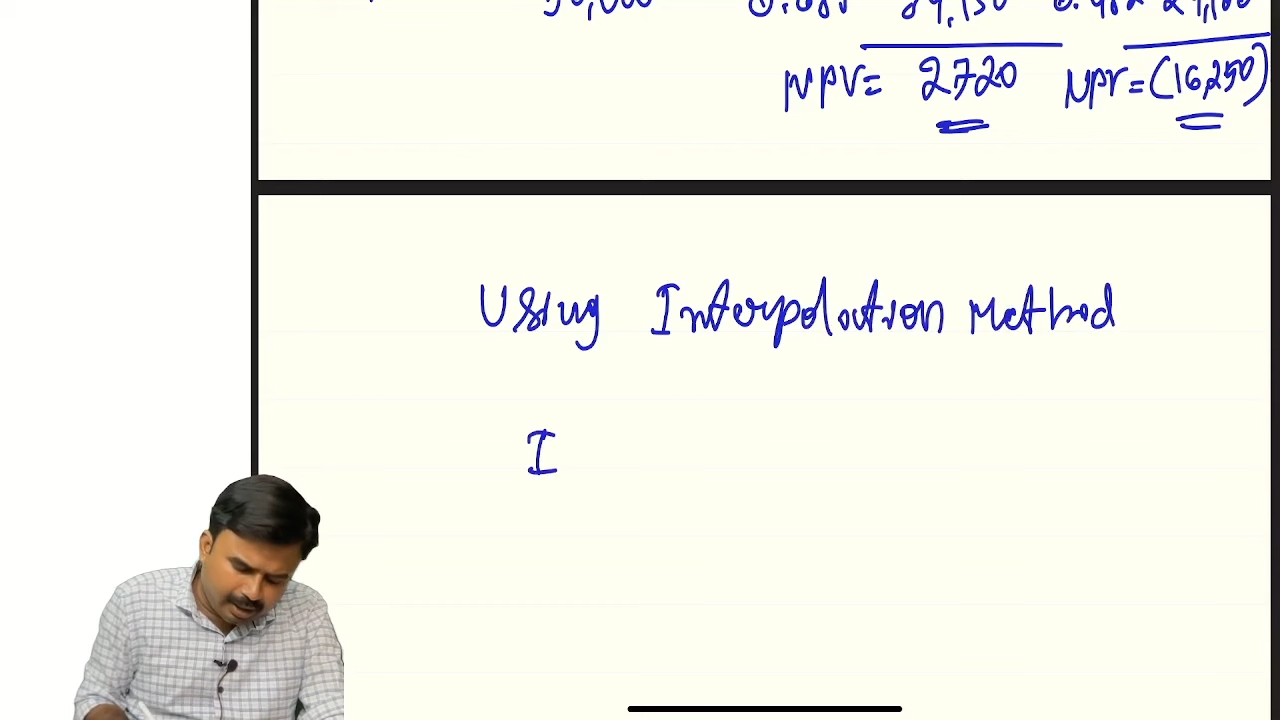 NPV= 2720 NPV=(16,250)
Using Interpolation Method
I